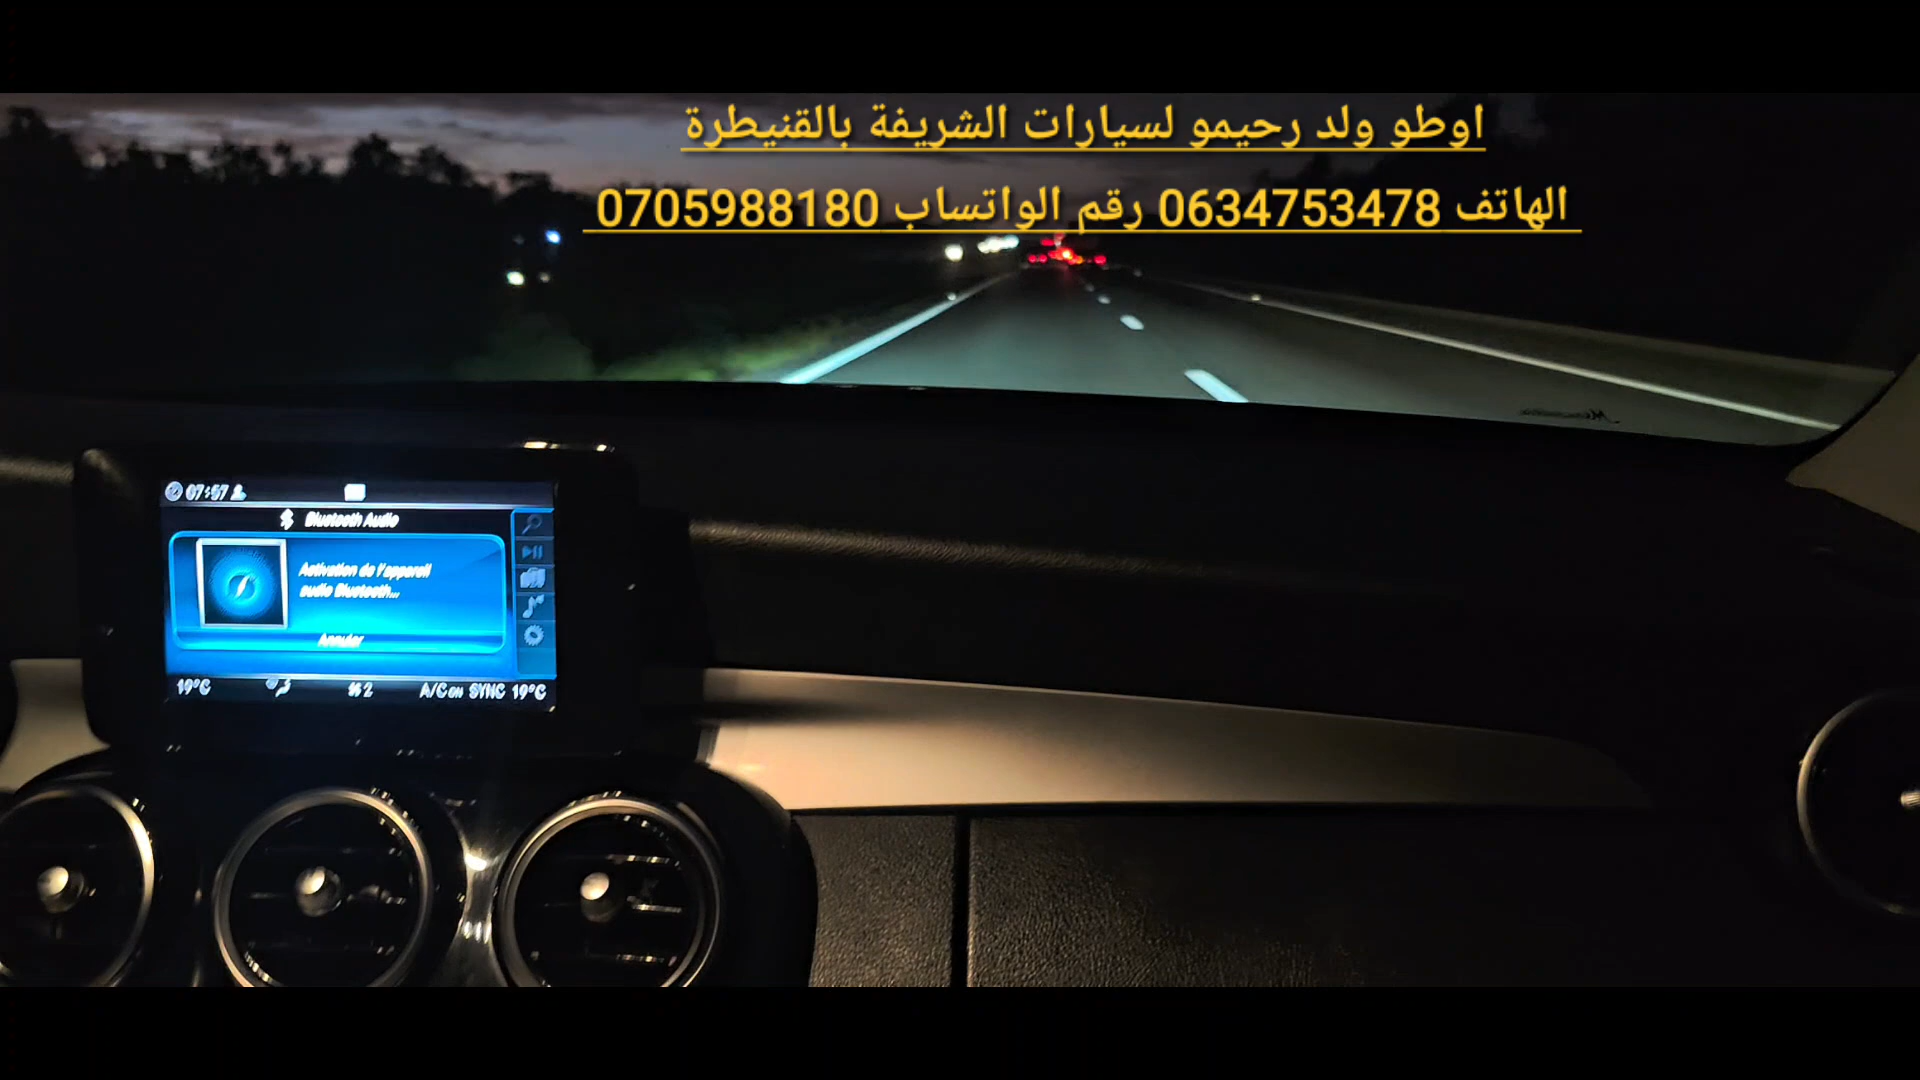 اوطو ولد رحيمو لسيارات الشريفة بالقنيطرة
الهاتف 0634753478 رقم الواتساب 0705988180
07:57
Bluetooth Audio
Activation de l'appareil
audio Bluetooth...
Annuler
19°C 2 A/C ON SYNC 19°C